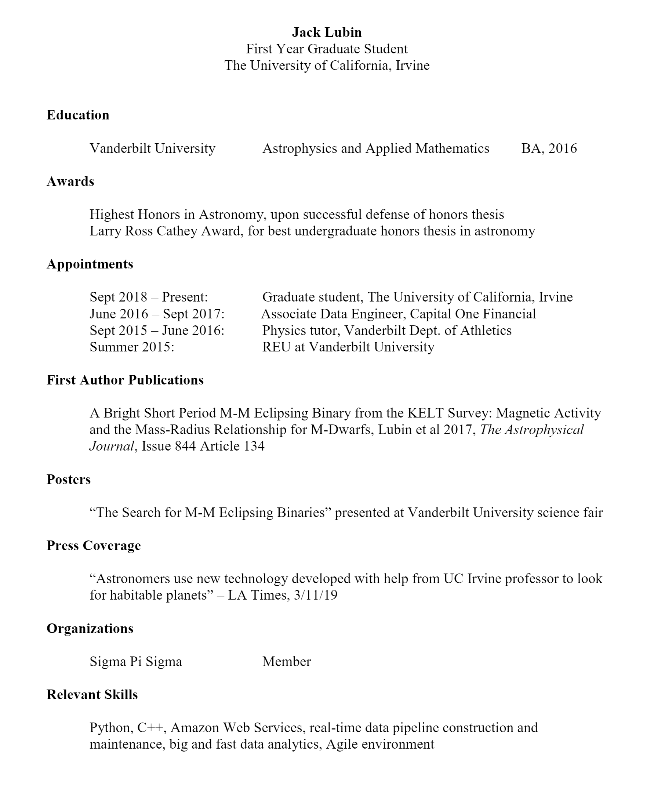 Jack Lubin
First Year Graduate Student
The University of California, Irvine
Education
Vanderbilt University Astrophysics and Applied Mathematics BA, 2016
Awards
Highest Honors in Astronomy, upon successful defense of honors thesis
Larry Ross Cathey Award, for best undergraduate honors thesis in astronomy
Appointments
Sept 2018 – Present: Graduate student, The University of California, Irvine
June 2016 – Sept 2017: Associate Data Engineer, Capital One Financial
Sept 2015 – June 2016: Physics tutor, Vanderbilt Dept. of Athletics
Summer 2015: REU at Vanderbilt University
First Author Publications
A Bright Short Period M-M Eclipsing Binary from the KELT Survey: Magnetic Activity
and the Mass-Radius Relationship for M-Dwarfs, Lubin et al 2017, The Astrophysical
Journal, Issue 844 Article 134
Posters
“The Search for M-M Eclipsing Binaries” presented at Vanderbilt University science fair
Press Coverage
“Astronomers use new technology developed with help from UC Irvine professor to look
for habitable planets” – LA Times, 3/11/19
Organizations
Sigma Pi Sigma Member
Relevant Skills
Python, C++, Amazon Web Services, real-time data pipeline construction and
maintenance, big and fast data analytics, Agile environment